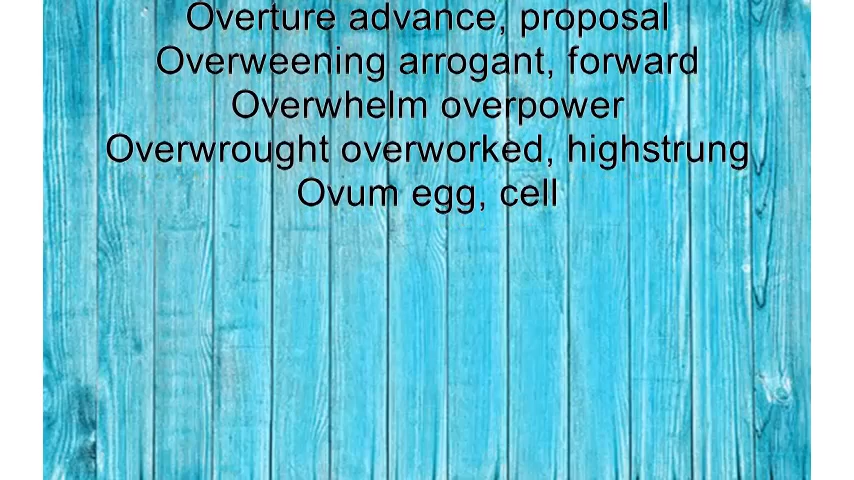 Overture advance, proposal
Overweening arrogant, forward
Overwhelm overpower
Overwrought overworked, highstrung
Ovum egg, cell